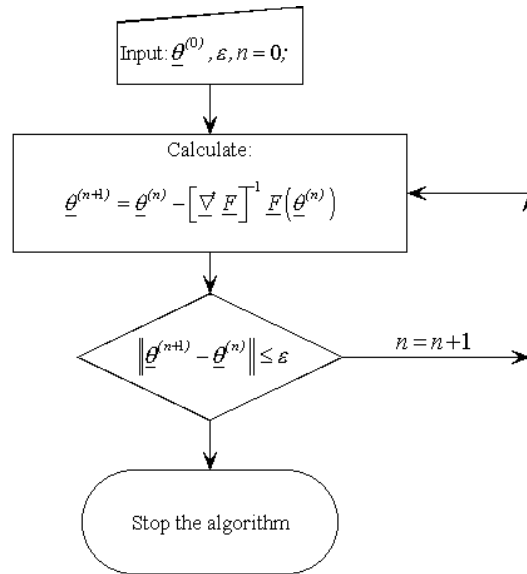 Input: θ^(0), ε, n = 0;
Calculate:
θ^(n+1) = θ^(n) − [∇ F]^−1 F(θ^(n))
‖θ^(n+1) − θ^(n)‖ ≤ ε
n = n+1
Stop the algorithm